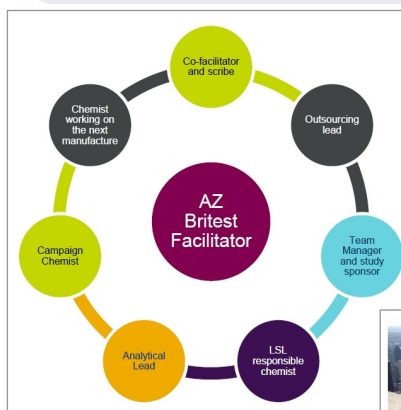 Co-facilitator
and scribe
Outsourcing
lead
Team
Manager
and study
sponsor
LSL
responsible
chemist
Analytical
Lead
Campaign
Chemist
Chemist
working on
the next
manufacture
AZ
Britest
Facilitator